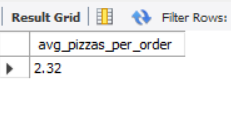 Result Grid Filter Rows:
avg_pizzas_per_order
2.32